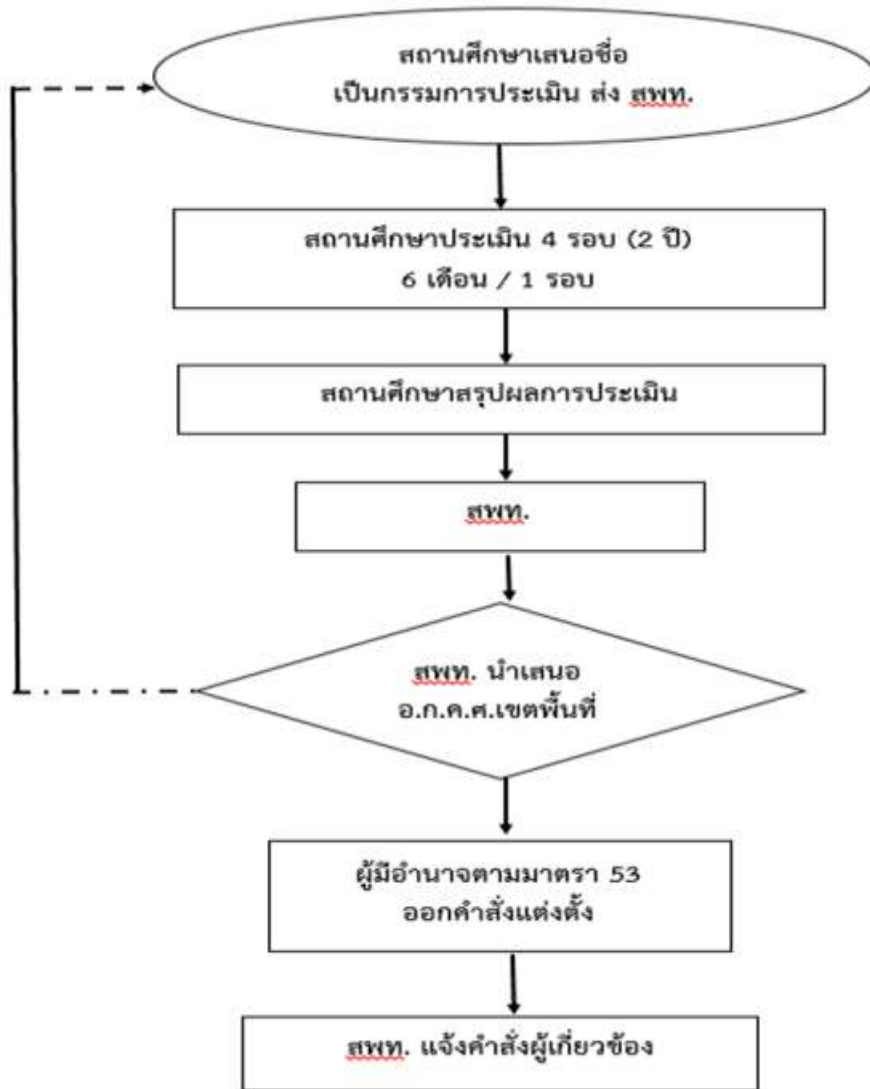 สถานศึกษาเสนอชื่อ
เป็นกรรมการประเมิน ส่ง สพท.
สถานศึกษาประเมิน 4 รอบ (2 ปี)
6 เดือน / 1 รอบ
สถานศึกษาสรุปผลการประเมิน
สพท.
สพท. นำเสนอ
อ.ก.ค.ศ.เขตพื้นที่
ผู้มีอำนาจตามมาตรา 53
ออกคำสั่งแต่งตั้ง
สพท. แจ้งคำสั่งผู้เกี่ยวข้อง